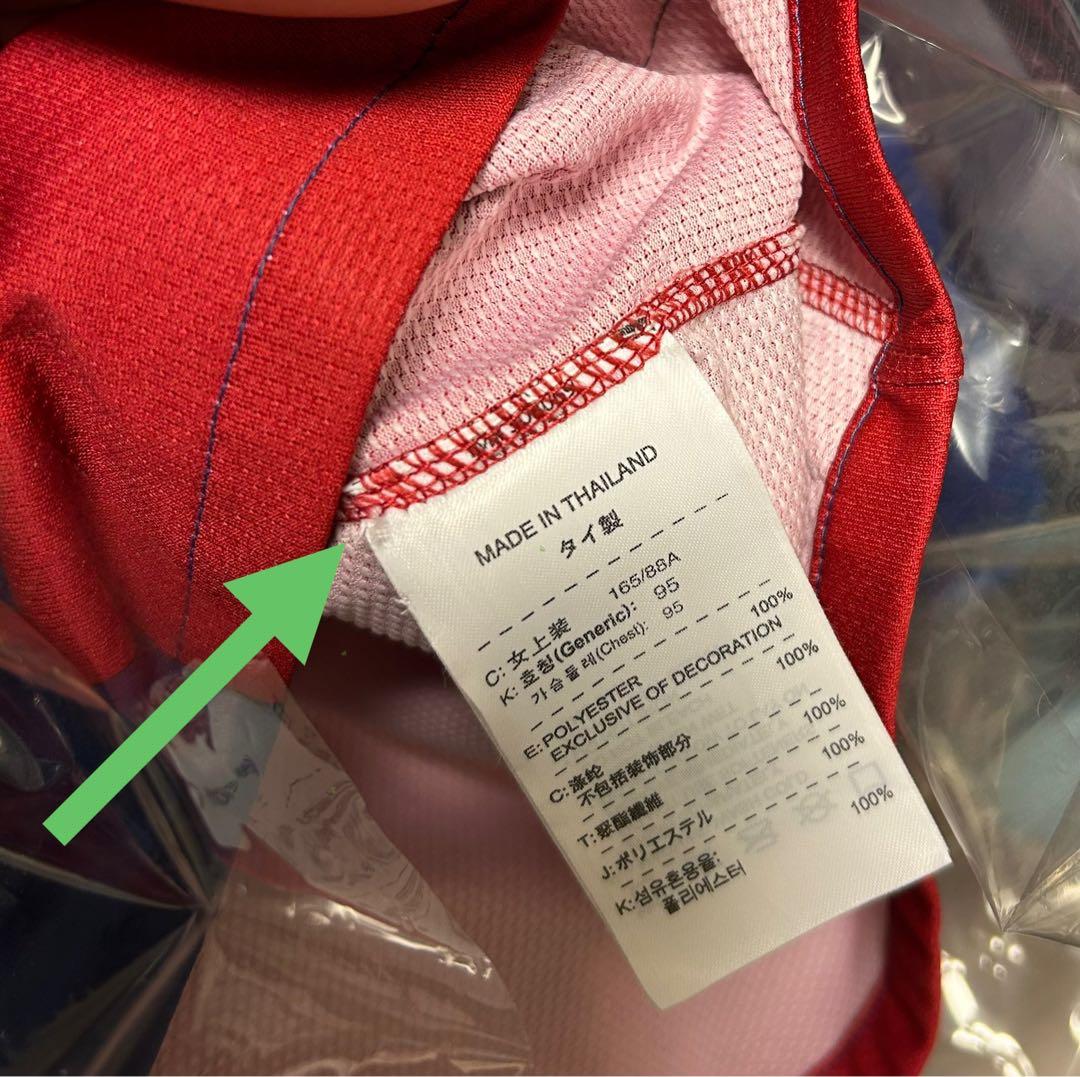 MADE IN THAILAND
タイ製
165/88A
C: 女上装
K: 호칭(Generic): 95
가슴둘레(Chest): 95
E: POLYESTER 100%
EXCLUSIVE OF DECORATION
C: 涤纶 100%
不包括装饰部分
T: 聚酯纖維 100%
J: ポリエステル 100%
K: 섬유혼용율: 100%
폴리에스터